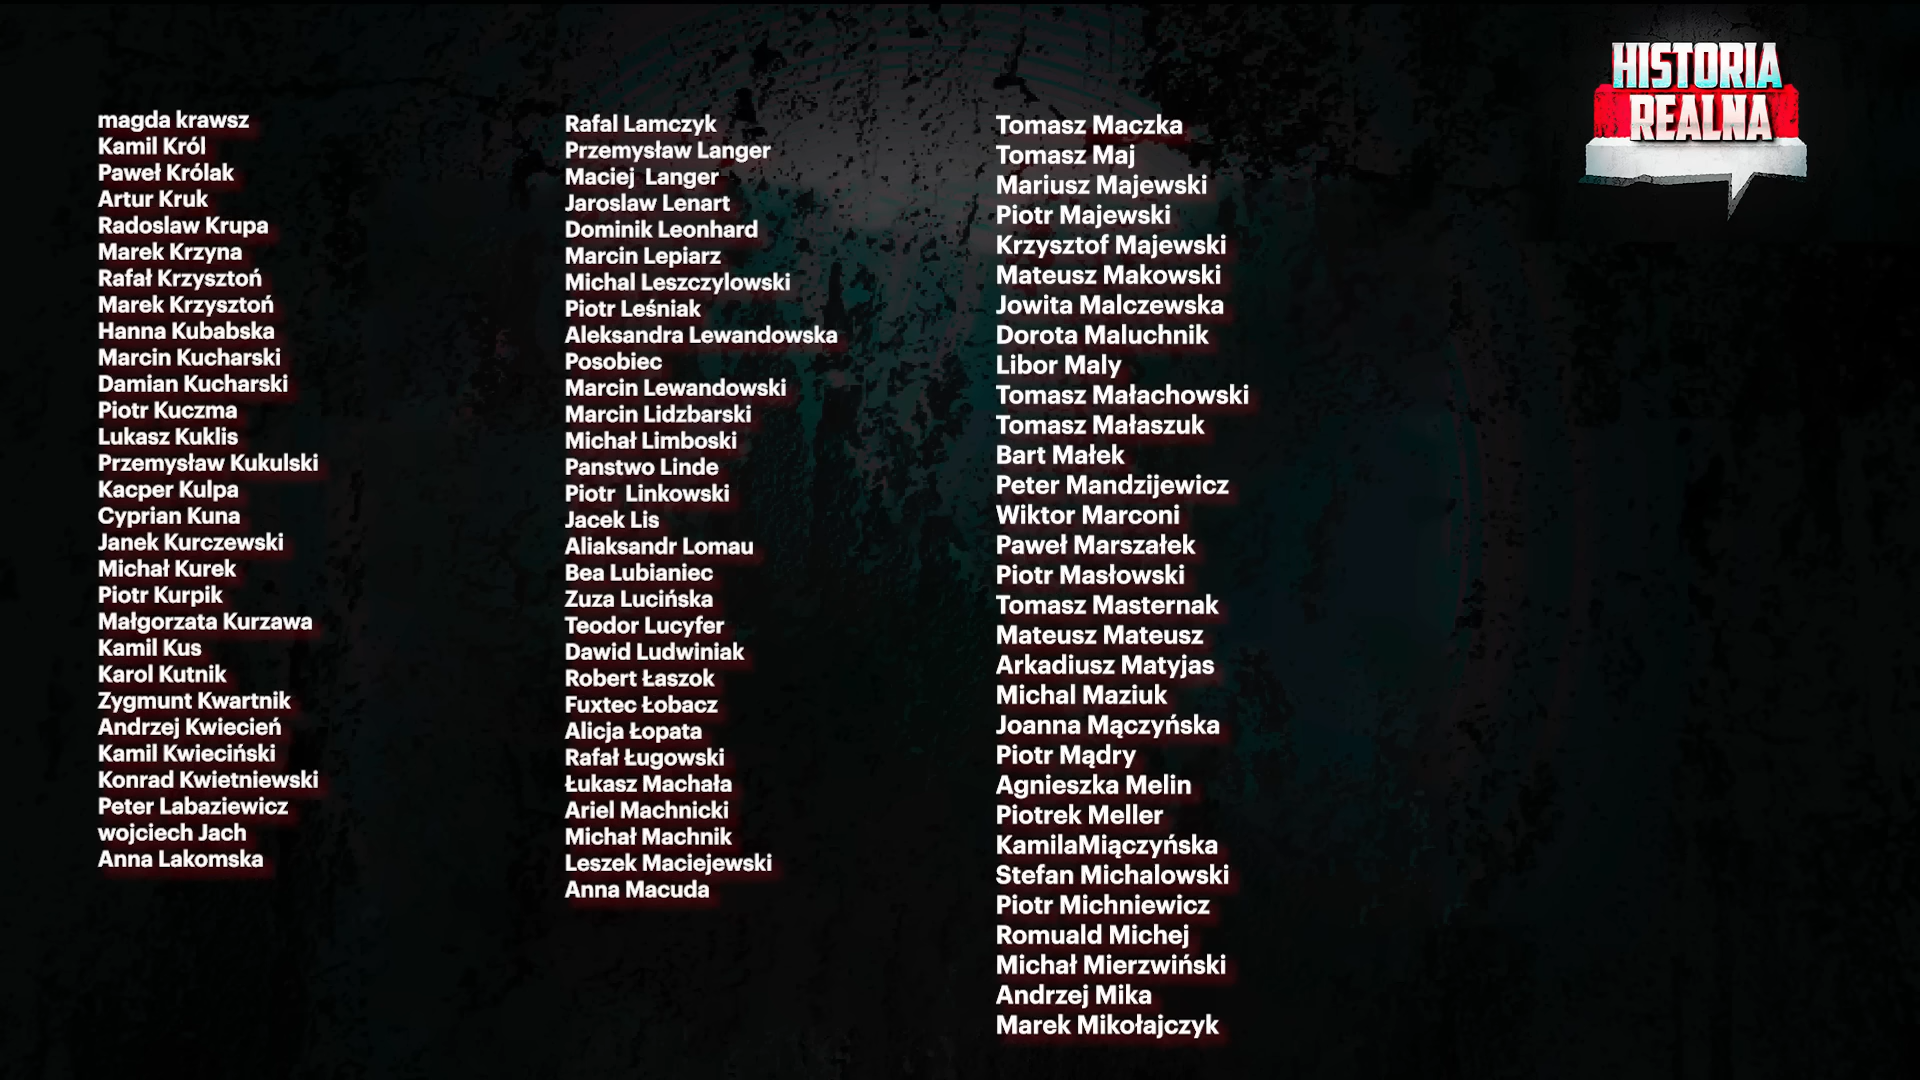 magda krawsz
Kamil Król
Paweł Królak
Artur Kruk
Radoslaw Krupa
Marek Krzyna
Rafał Krzysztoń
Marek Krzysztoń
Hanna Kubabska
Marcin Kucharski
Damian Kucharski
Piotr Kuczma
Lukasz Kuklis
Przemysław Kukulski
Kacper Kulpa
Cyprian Kuna
Janek Kurczewski
Michał Kurek
Piotr Kurpik
Małgorzata Kurzawa
Kamil Kus
Karol Kutnik
Zygmunt Kwartnik
Andrzej Kwiecień
Kamil Kwieciński
Konrad Kwietniewski
Peter Labaziewicz
wojciech Jach
Anna Lakomska
Rafal Lamczyk
Przemysław Langer
Maciej  Langer
Jaroslaw Lenart
Dominik Leonhard
Marcin Lepiarz
Michal Leszczylowski
Piotr Leśniak
Aleksandra Lewandowska
Posobiec
Marcin Lewandowski
Marcin Lidzbarski
Michał Limboski
Panstwo Linde
Piotr  Linkowski
Jacek Lis
Aliaksandr Lomau
Bea Lubianiec
Zuza Lucińska
Teodor Lucyfer
Dawid Ludwiniak
Robert Łaszok
Fuxtec Łobacz
Alicja Łopata
Rafał Ługowski
Łukasz Machała
Ariel Machnicki
Michał Machnik
Leszek Maciejewski
Anna Macuda
Tomasz Maczka
Tomasz Maj
Mariusz Majewski
Piotr Majewski
Krzysztof Majewski
Mateusz Makowski
Jowita Malczewska
Dorota Maluchnik
Libor Maly
Tomasz Małachowski
Tomasz Małaszuk
Bart Małek
Peter Mandzijewicz
Wiktor Marconi
Paweł Marszałek
Piotr Masłowski
Tomasz Masternak
Mateusz Mateusz
Arkadiusz Matyjas
Michal Maziuk
Joanna Mączyńska
Piotr Mądry
Agnieszka Melin
Piotrek Meller
KamilaMiączyńska
Stefan Michalowski
Piotr Michniewicz
Romuald Michej
Michał Mierzwiński
Andrzej Mika
Marek Mikołajczyk
HISTORIA
REALNA